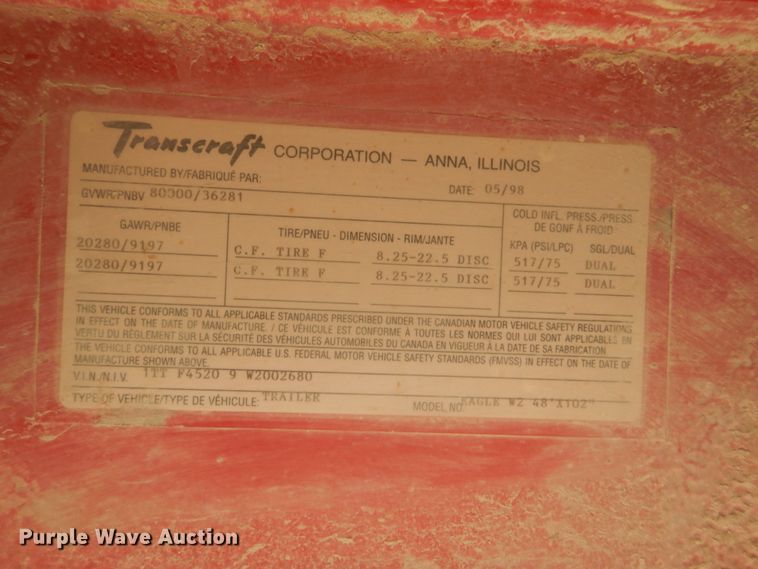 Transcraft CORPORATION — ANNA, ILLINOIS
MANUFACTURED BY/FABRIQUÉ PAR:
DATE: 05/98
GVWR/PNBV 80000/36281
COLD INFL. PRESS./PRESS. DE GONF À FROID
GAWR/PNBE TIRE/PNEU - DIMENSION - RIM/JANTE KPA (PSI/LPC) SGL/DUAL
20280/9197 C.F. TIRE F 8.25-22.5 DISC 517/75 DUAL
20280/9197 C.F. TIRE F 8.25-22.5 DISC 517/75 DUAL
THIS VEHICLE CONFORMS TO ALL APPLICABLE STANDARDS PRESCRIBED UNDER THE CANADIAN MOTOR VEHICLE SAFETY REGULATIONS
IN EFFECT ON THE DATE OF MANUFACTURE. / CE VÉHICULE EST CONFORME À TOUTES LES NORMES QUI LUI SONT APPLICABLES EN
VERTU DU RÈGLEMENT SUR LA SÉCURITÉ DES VÉHICULES AUTOMOBILES DU CANADA EN VIGUEUR À LA DATE DE SA FABRICATION
THE VEHICLE CONFORMS TO ALL APPLICABLE U.S. FEDERAL MOTOR VEHICLE SAFETY STANDARDS (FMVSS) IN EFFECT ON THE DATE OF
MANUFACTURE SHOWN ABOVE.
V.I.N./N.I.V. 1TT F4520 9 W2002680
TYPE OF VEHICLE/TYPE DE VÉHICULE: TRAILER MODEL NO. EAGLE W2 48'X102"
Purple Wave Auction